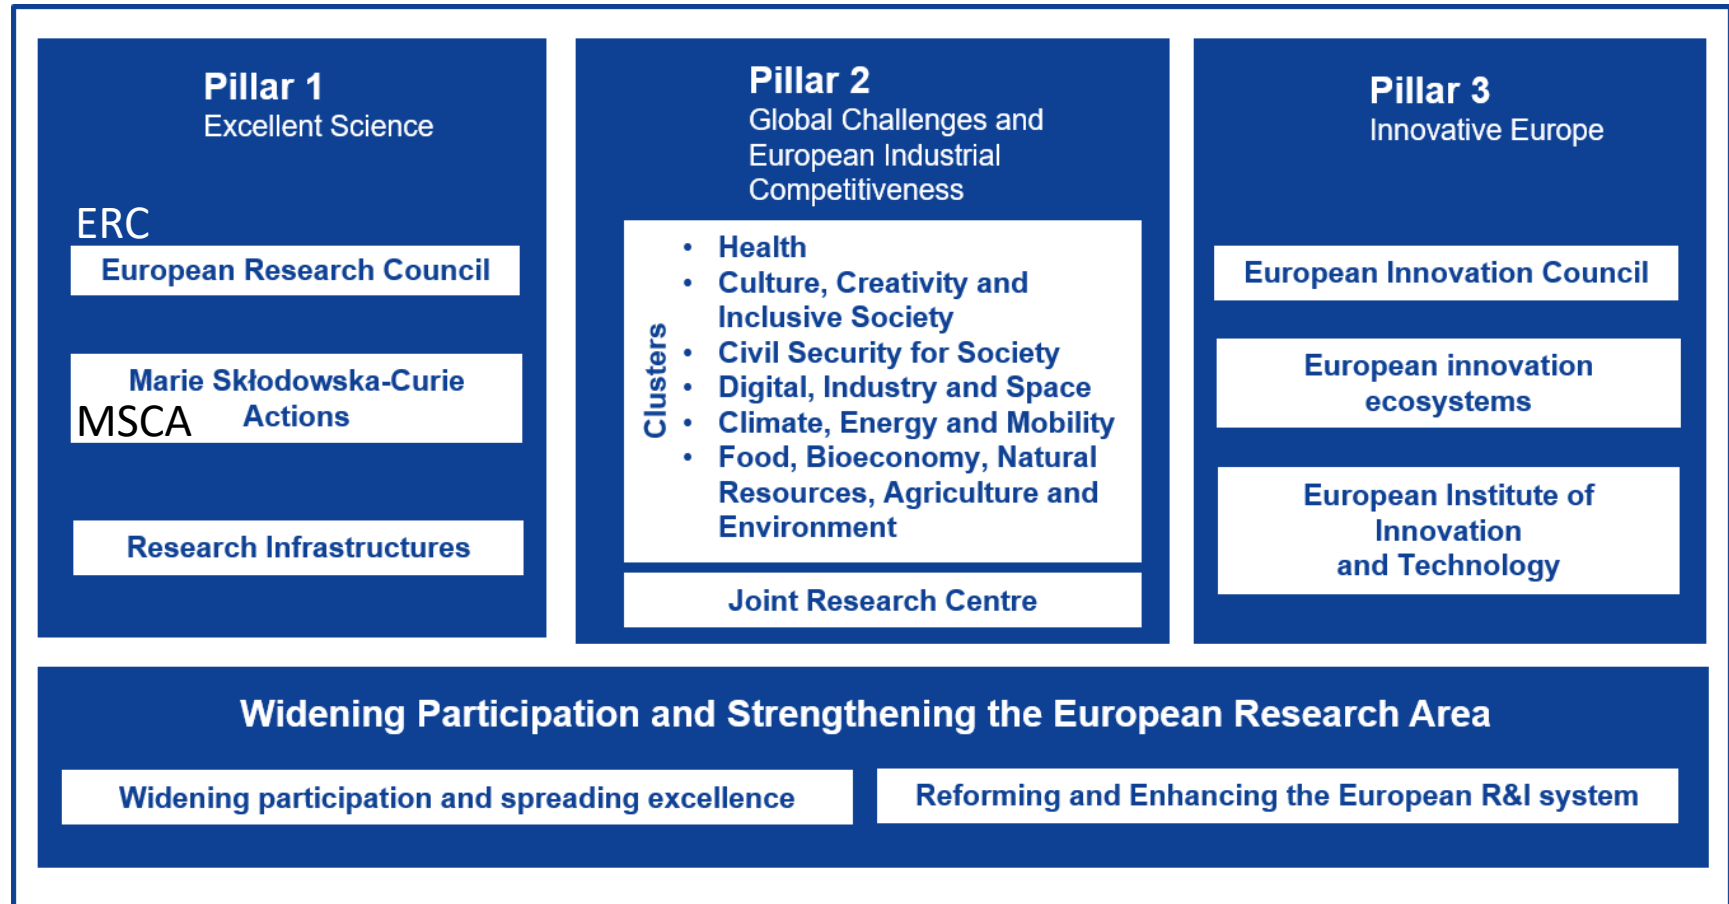 Pillar 1
Excellent Science
ERC
European Research Council
Marie Skłodowska-Curie
Actions
MSCA
Research Infrastructures
Pillar 2
Global Challenges and
European Industrial
Competitiveness
Clusters
• Health
• Culture, Creativity and
Inclusive Society
• Civil Security for Society
• Digital, Industry and Space
• Climate, Energy and Mobility
• Food, Bioeconomy, Natural
Resources, Agriculture and
Environment
Joint Research Centre
Pillar 3
Innovative Europe
European Innovation Council
European innovation
ecosystems
European Institute of
Innovation
and Technology
Widening Participation and Strengthening the European Research Area
Widening participation and spreading excellence
Reforming and Enhancing the European R&I system